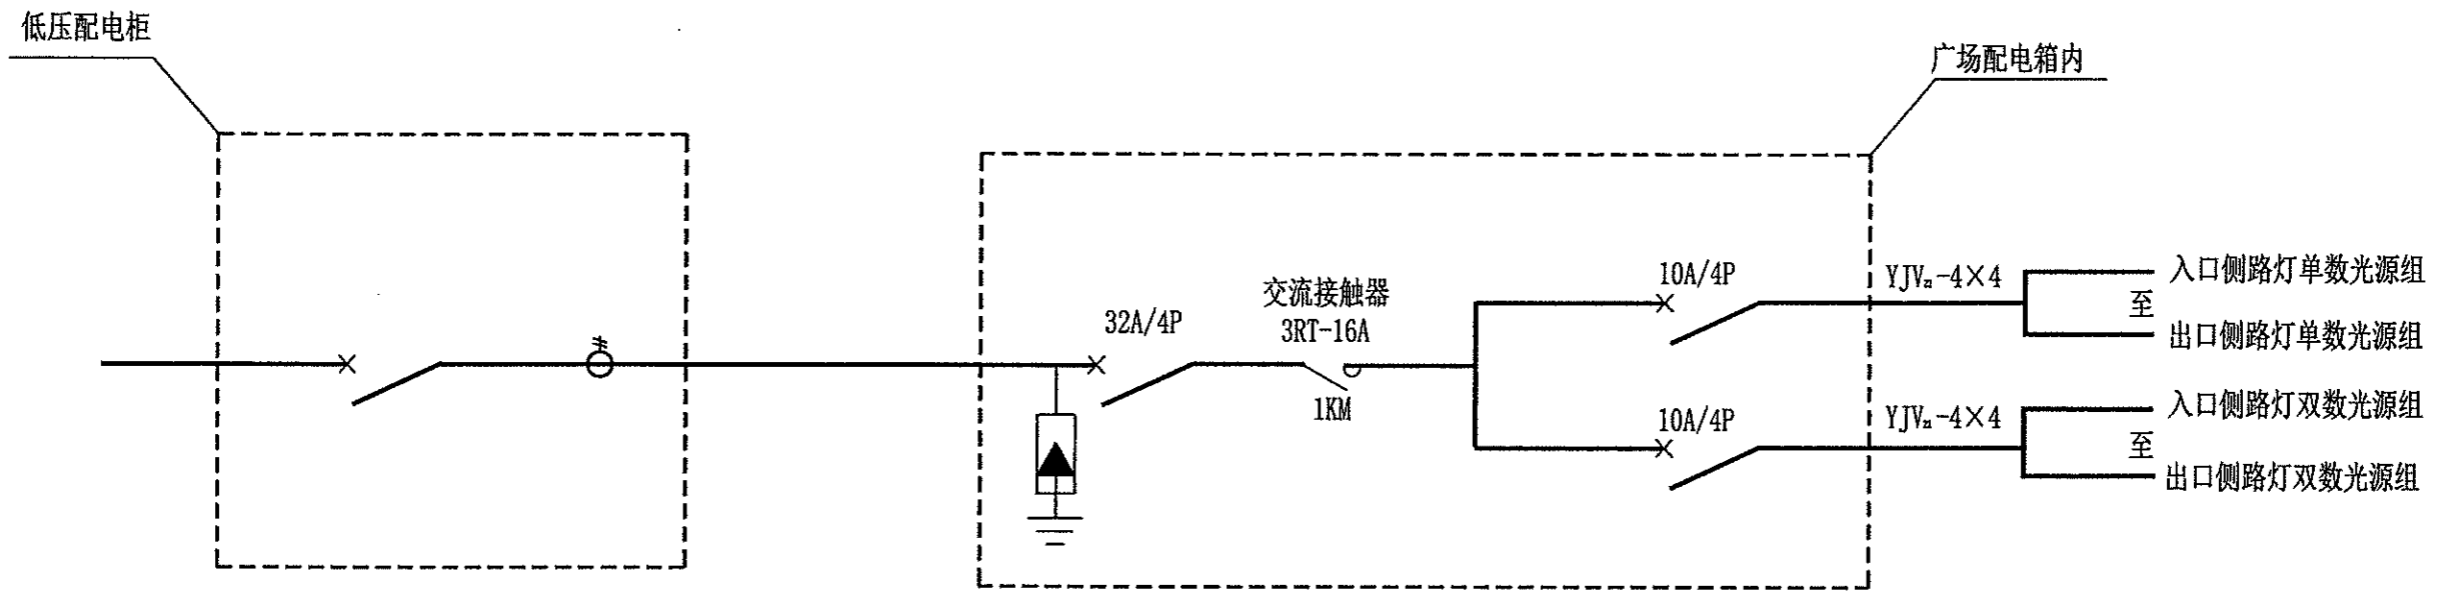 低压配电柜
广场配电箱内
32A/4P
交流接触器
3RT-16A
1KM
10A/4P
YJV₂₂-4×4
入口侧路灯单数光源组
至
出口侧路灯单数光源组
10A/4P
YJV₂₂-4×4
入口侧路灯双数光源组
至
出口侧路灯双数光源组